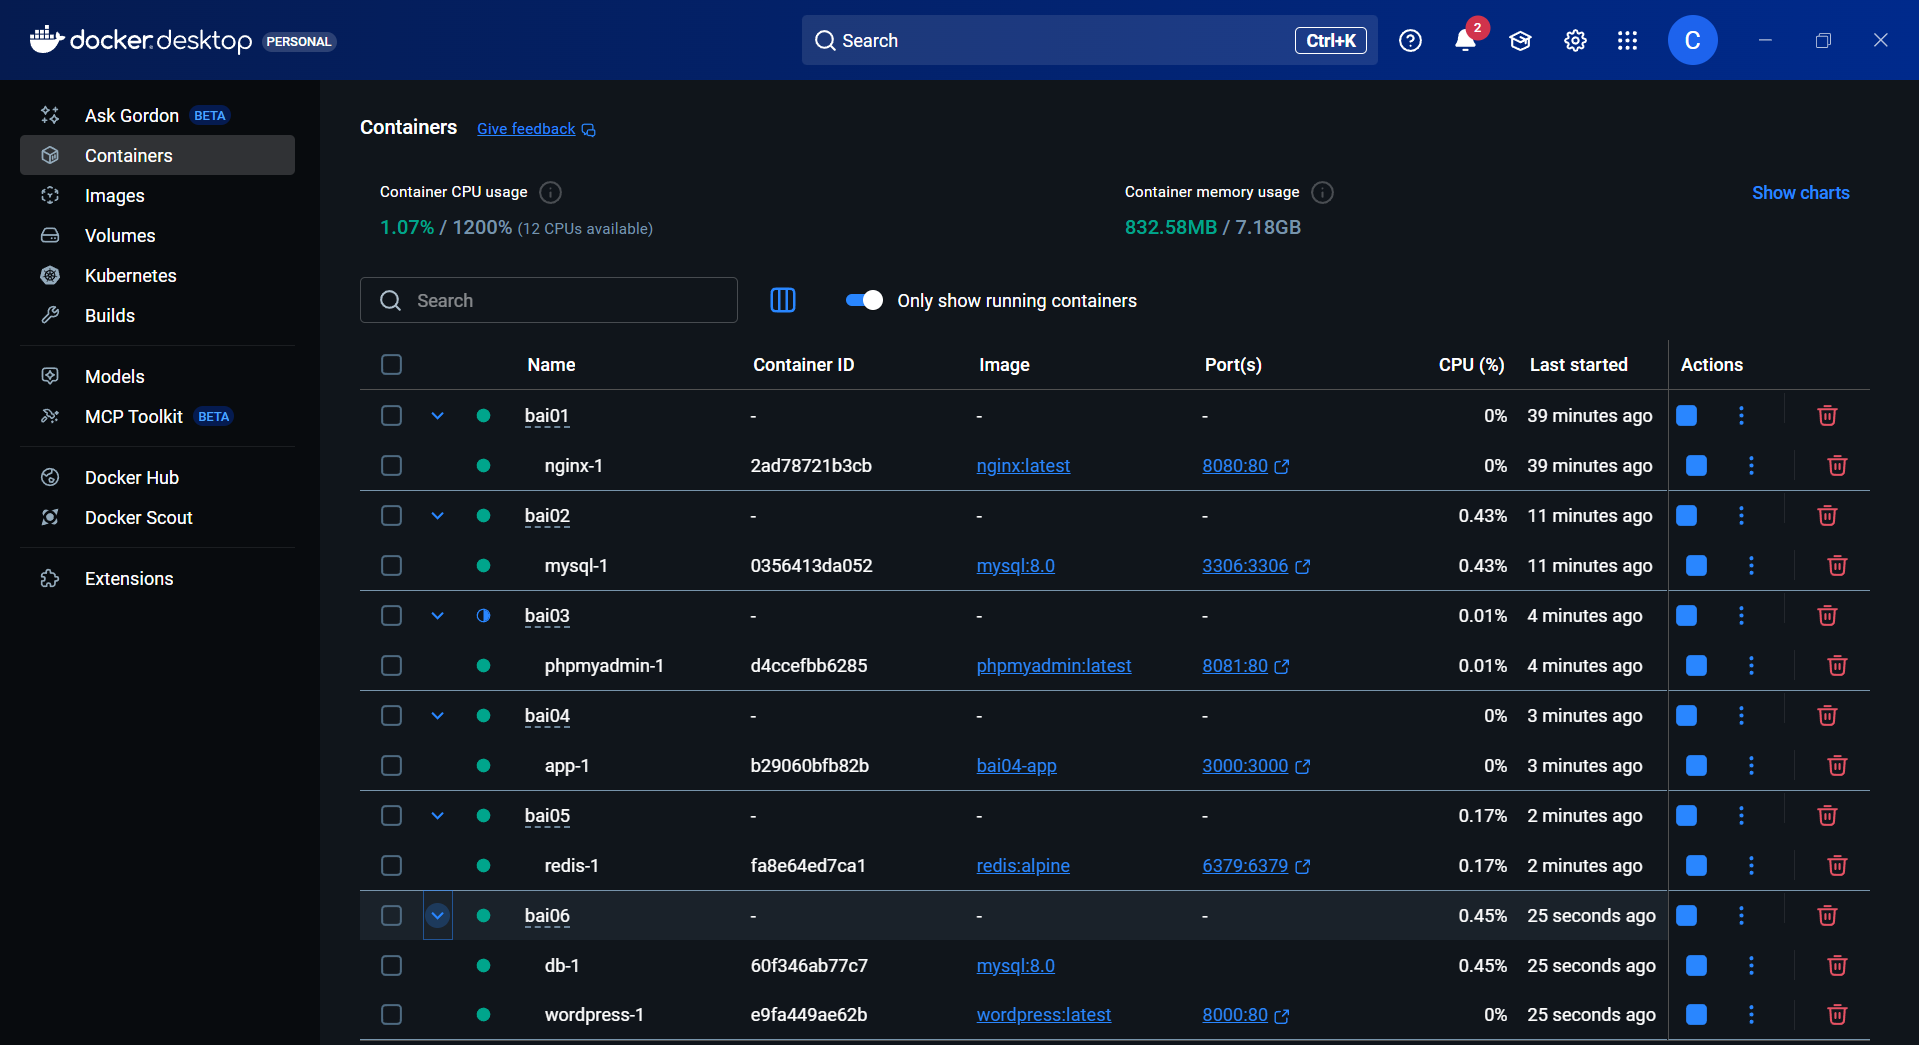 docker.desktop PERSONAL
Search Ctrl+K
2
C
Ask Gordon BETA
Containers
Images
Volumes
Kubernetes
Builds
Models
MCP Toolkit BETA
Docker Hub
Docker Scout
Extensions
Containers Give feedback
Container CPU usage
1.07% / 1200% (12 CPUs available)
Container memory usage
832.58MB / 7.18GB
Show charts
Search
Only show running containers
Name Container ID Image Port(s) CPU (%) Last started Actions
bai01 - - - 0% 39 minutes ago
nginx-1 2ad78721b3cb nginx:latest 8080:80 0% 39 minutes ago
bai02 - - - 0.43% 11 minutes ago
mysql-1 0356413da052 mysql:8.0 3306:3306 0.43% 11 minutes ago
bai03 - - - 0.01% 4 minutes ago
phpmyadmin-1 d4ccefbb6285 phpmyadmin:latest 8081:80 0.01% 4 minutes ago
bai04 - - - 0% 3 minutes ago
app-1 b29060bfb82b bai04-app 3000:3000 0% 3 minutes ago
bai05 - - - 0.17% 2 minutes ago
redis-1 fa8e64ed7ca1 redis:alpine 6379:6379 0.17% 2 minutes ago
bai06 - - - 0.45% 25 seconds ago
db-1 60f346ab77c7 mysql:8.0 0.45% 25 seconds ago
wordpress-1 e9fa449ae62b wordpress:latest 8000:80 0% 25 seconds ago